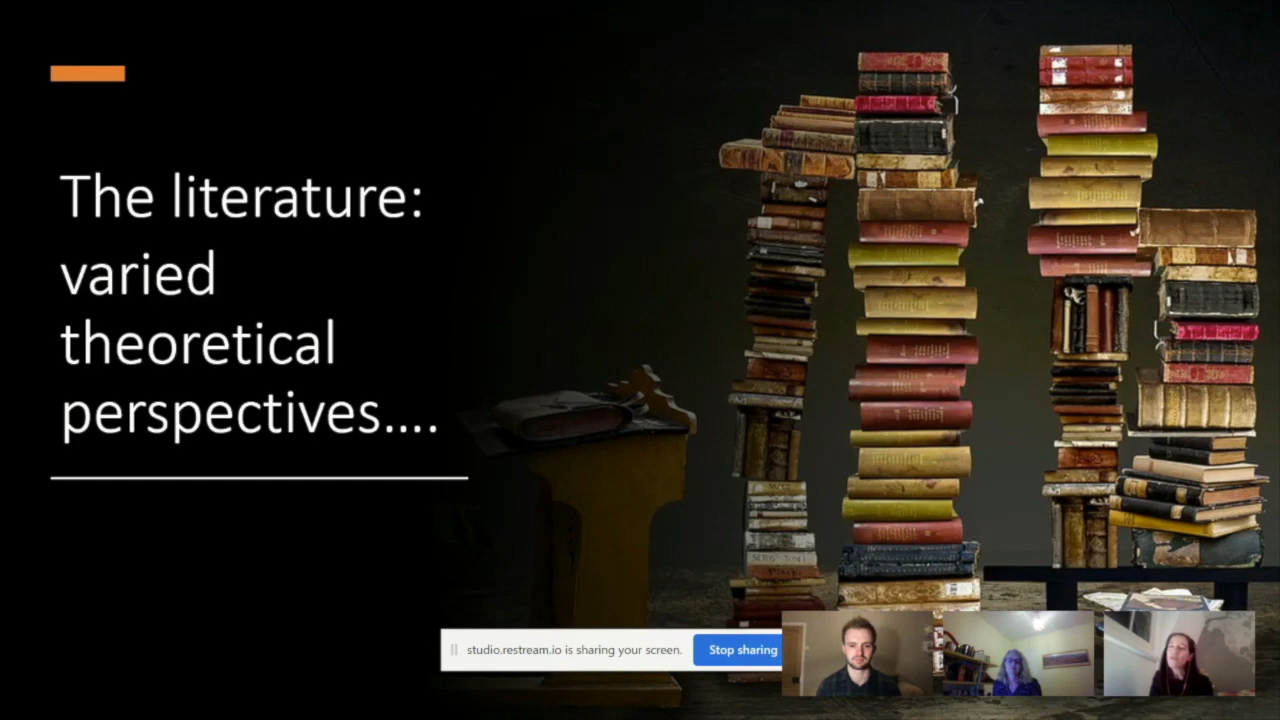 The literature:
varied
theoretical
perspectives....
studio.restream.io is sharing your screen.
Stop sharing